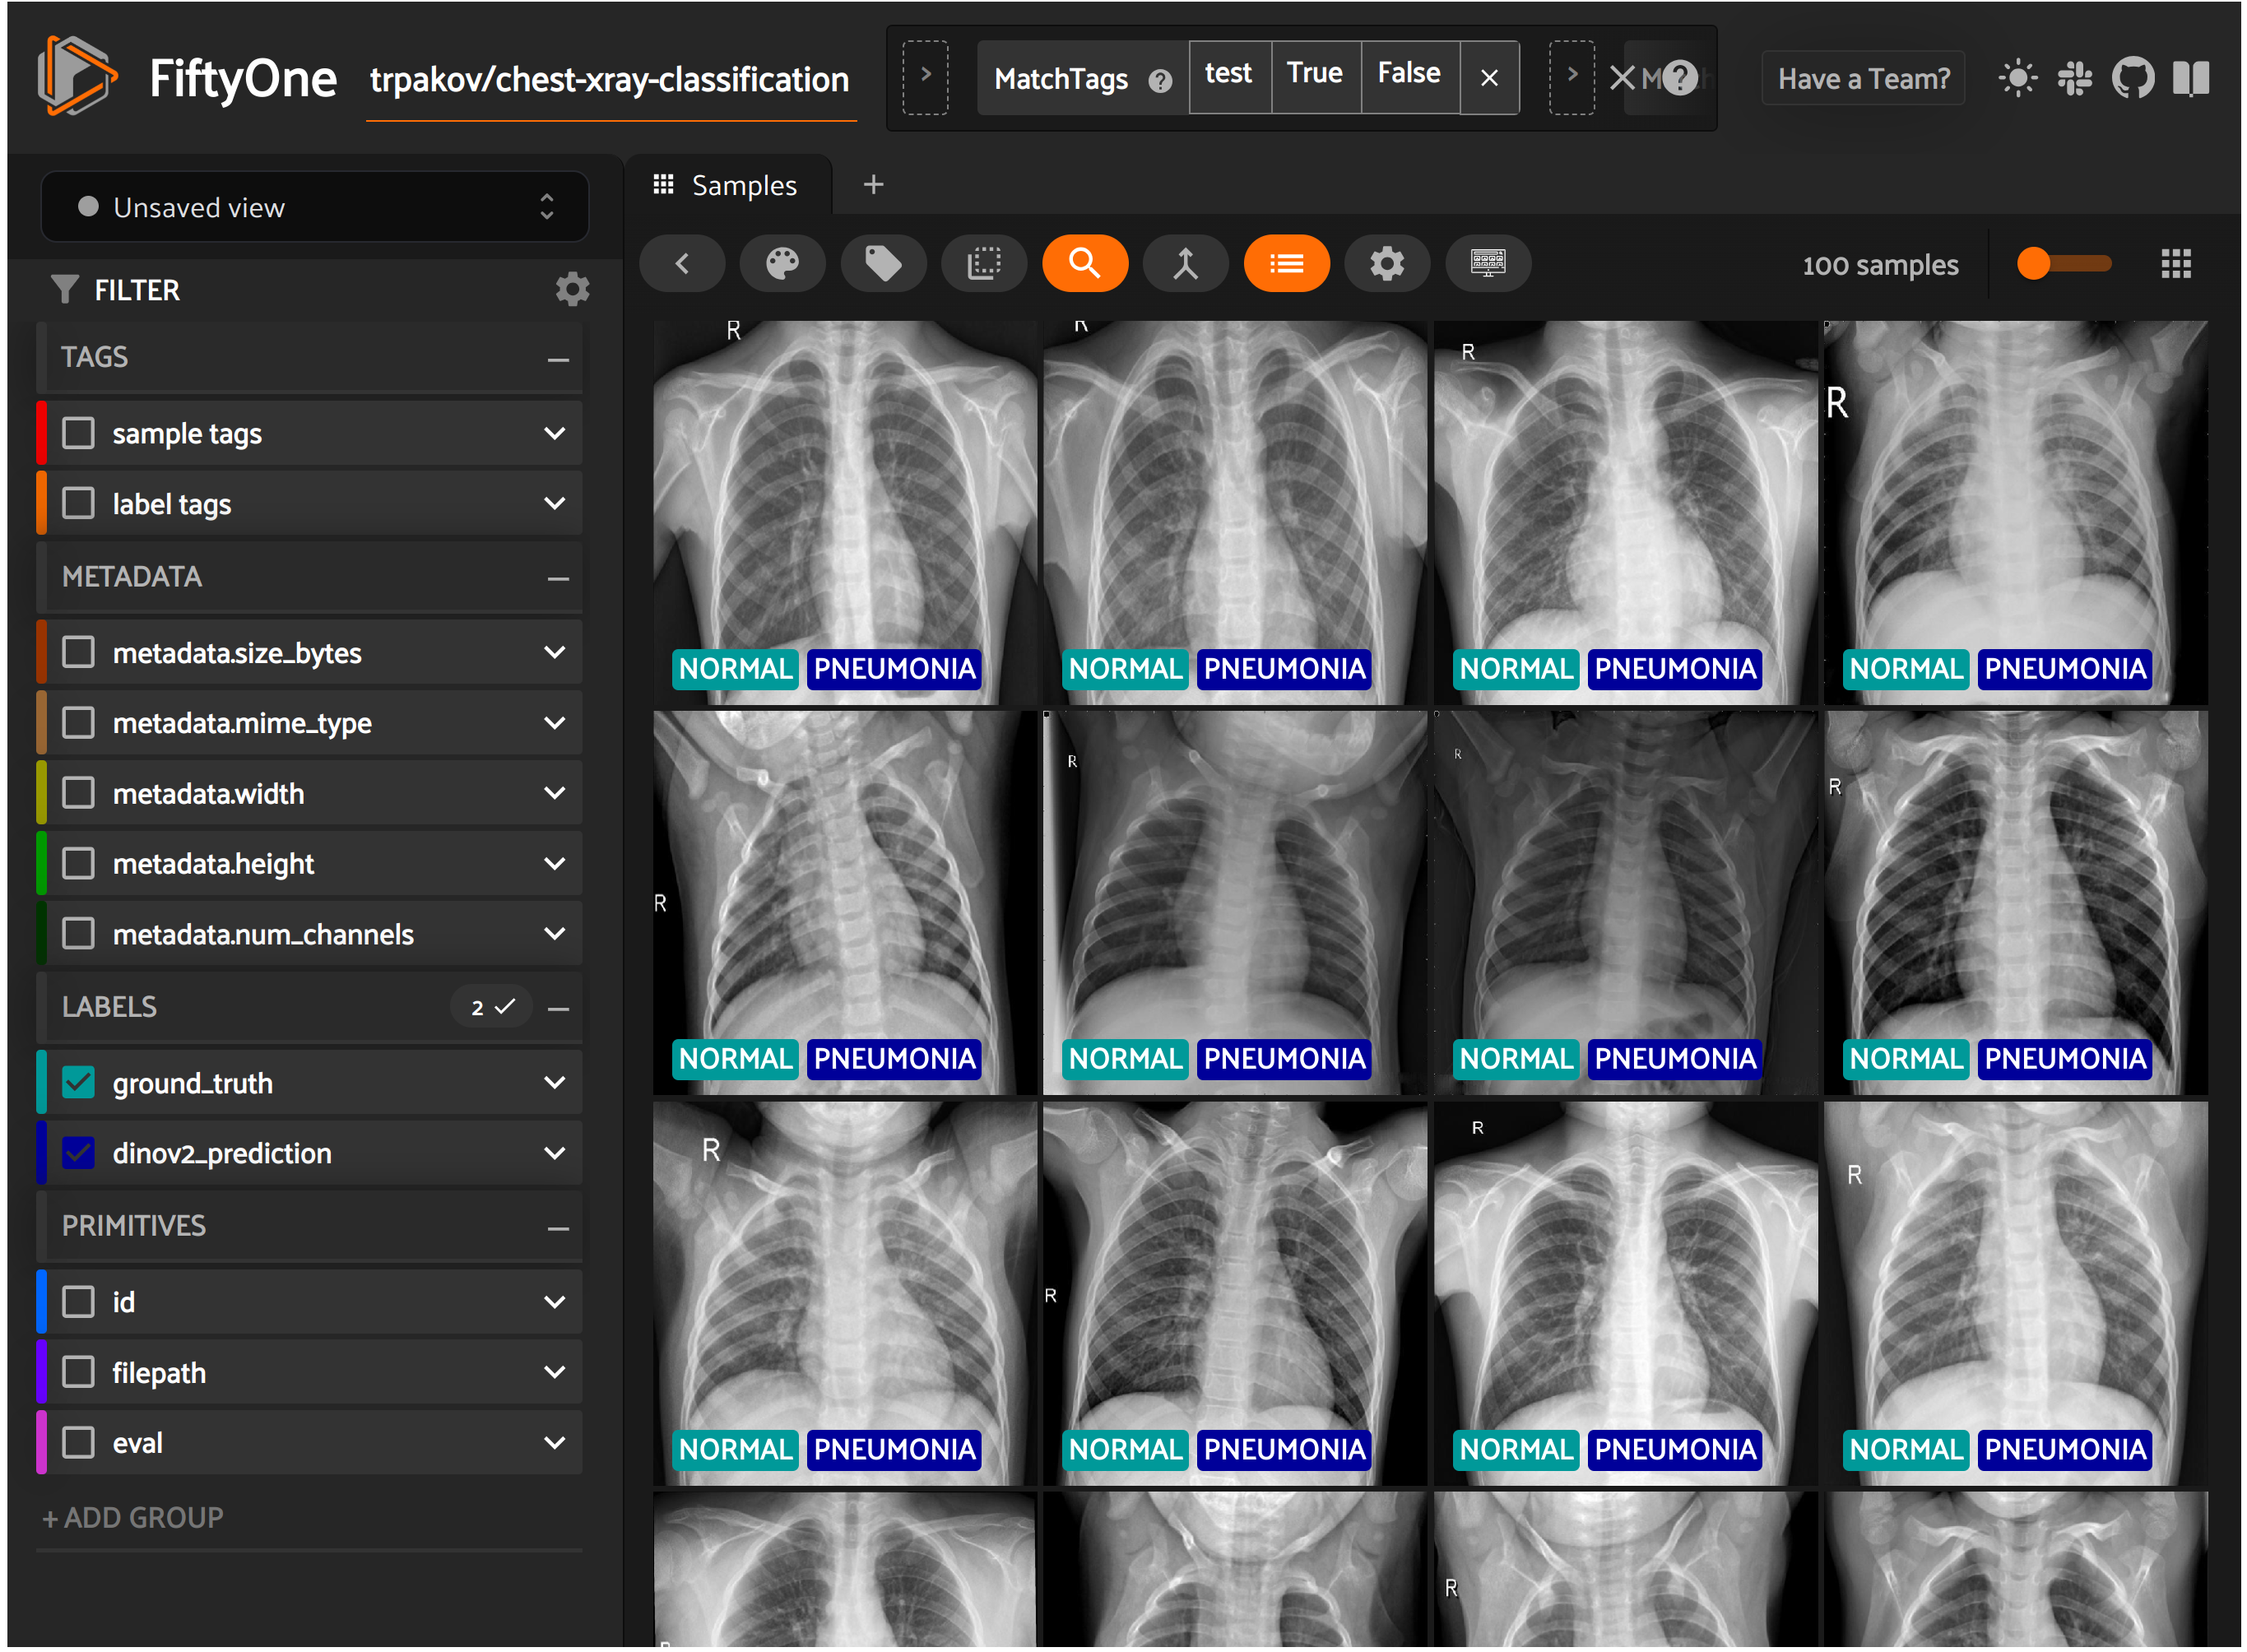 FiftyOne
trpakov/chest-xray-classification
MatchTags ? test True False ×
?
Have a Team?
Unsaved view
Samples +
FILTER
100 samples
TAGS
sample tags
label tags
METADATA
metadata.size_bytes
metadata.mime_type
metadata.width
metadata.height
metadata.num_channels
LABELS 2
ground_truth
dinov2_prediction
PRIMITIVES
id
filepath
eval
+ ADD GROUP
R R R R
NORMAL PNEUMONIA NORMAL PNEUMONIA NORMAL PNEUMONIA NORMAL PNEUMONIA
R R R R
NORMAL PNEUMONIA NORMAL PNEUMONIA NORMAL PNEUMONIA NORMAL PNEUMONIA
R R R R
NORMAL PNEUMONIA NORMAL PNEUMONIA NORMAL PNEUMONIA NORMAL PNEUMONIA
R R